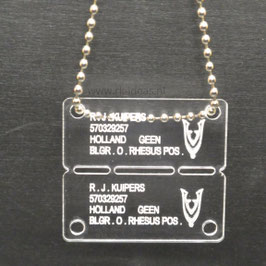 R.J.KUIPERS
570329257
HOLLAND GEEN
BLGR.O.RHESUS POS.
R.J.KUIPERS
570329257
HOLLAND GEEN
BLGR.O.RHESUS POS.